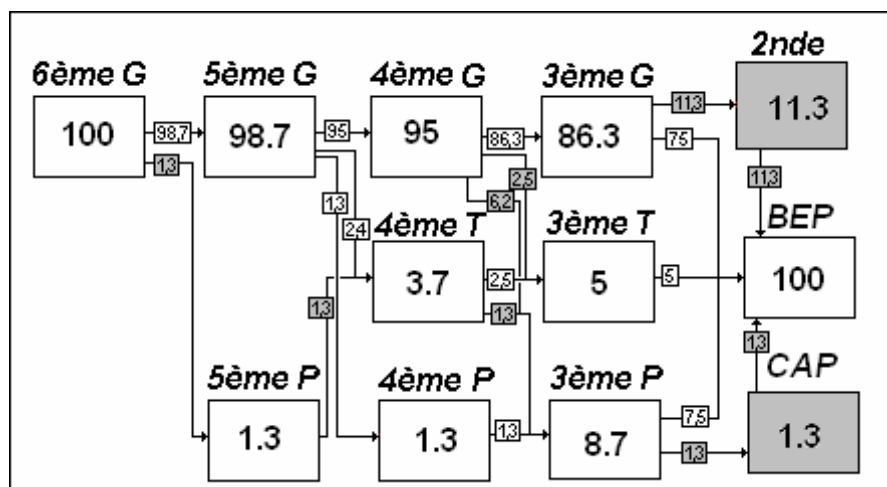 2nde
6ème G 5ème G 4ème G 3ème G
100 98,7 98.7 95 95 86,3 86.3 11,3 11.3
1,3 2,5 75
1,3 6,2 11,3
2,4 4ème T 3ème T BEP
3.7 2,5 5 5 100
1,3 1,3 1,3
5ème P 4ème P 3ème P CAP
1.3 1.3 1,3 8.7 7,5 1.3
1,3